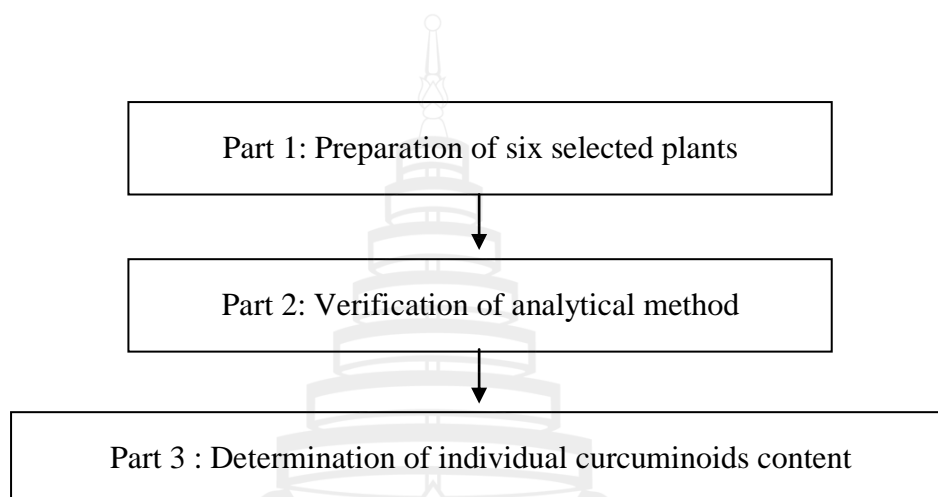 Part 1: Preparation of six selected plants
Part 2: Verification of analytical method
Part 3 : Determination of individual curcuminoids content